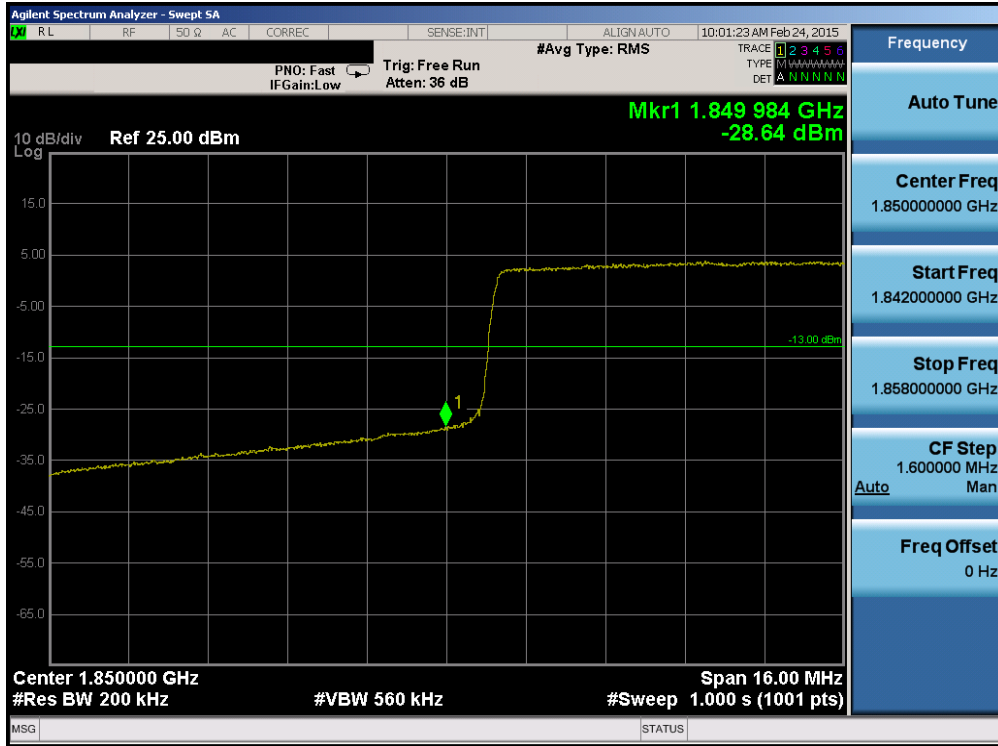 Agilent Spectrum Analyzer - Swept SA
LXI RL RF 50 Ω AC CORREC SENSE:INT ALIGNAUTO 10:01:23 AM Feb 24, 2015
PNO: Fast Trig: Free Run #Avg Type: RMS TRACE 1 2 3 4 5 6
IFGain:Low Atten: 36 dB TYPE M WWWWW
DET A N N N N N
Mkr1 1.849 984 GHz
-28.64 dBm
10 dB/div Ref 25.00 dBm
Log
15.0
5.00
-5.00
-13.00 dBm
-15.0
1
-25.0
-35.0
-45.0
-55.0
-65.0
Center 1.850000 GHz Span 16.00 MHz
#Res BW 200 kHz #VBW 560 kHz #Sweep 1.000 s (1001 pts)
MSG STATUS
Frequency
Auto Tune
Center Freq
1.850000000 GHz
Start Freq
1.842000000 GHz
Stop Freq
1.858000000 GHz
CF Step
1.600000 MHz
Auto Man
Freq Offset
0 Hz